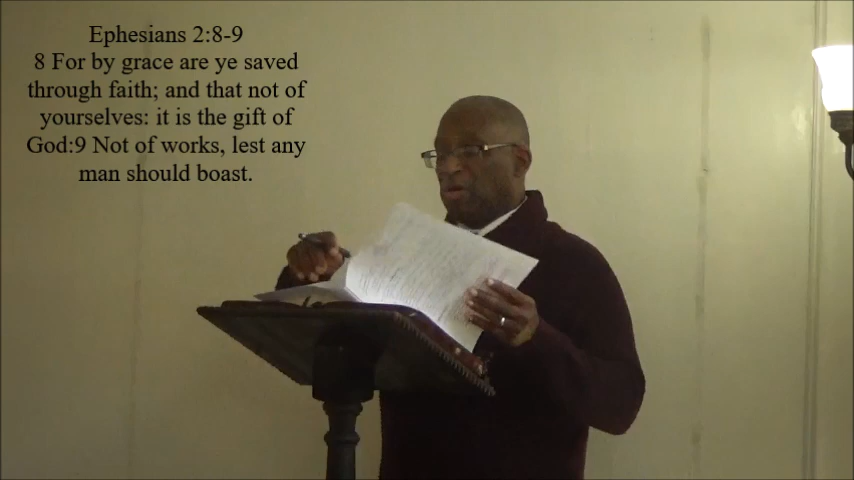 Ephesians 2:8-9
8 For by grace are ye saved
through faith; and that not of
yourselves: it is the gift of
God:9 Not of works, lest any
man should boast.